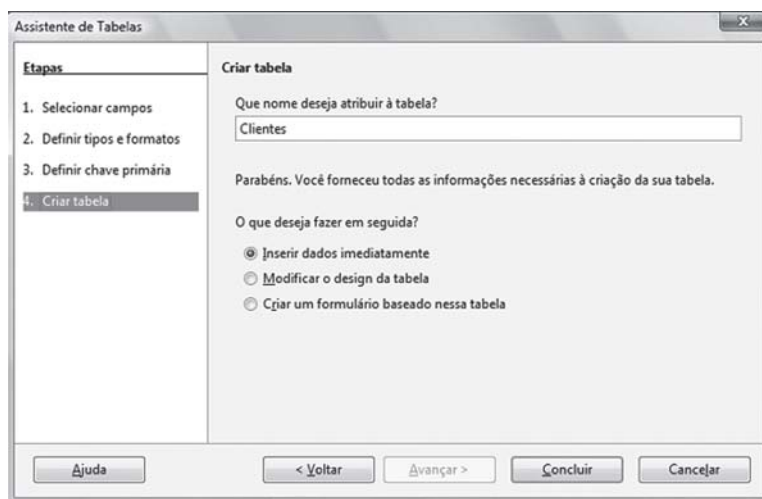 Assistente de Tabelas
X
Etapas
1. Selecionar campos
2. Definir tipos e formatos
3. Definir chave primária
4. Criar tabela
Criar tabela
Que nome deseja atribuir à tabela?
Clientes
Parabéns. Você forneceu todas as informações necessárias à criação da sua tabela.
O que deseja fazer em seguida?
Inserir dados imediatamente
Modificar o design da tabela
Criar um formulário baseado nessa tabela
Ajuda
< Voltar
Avançar >
Concluir
Cancelar